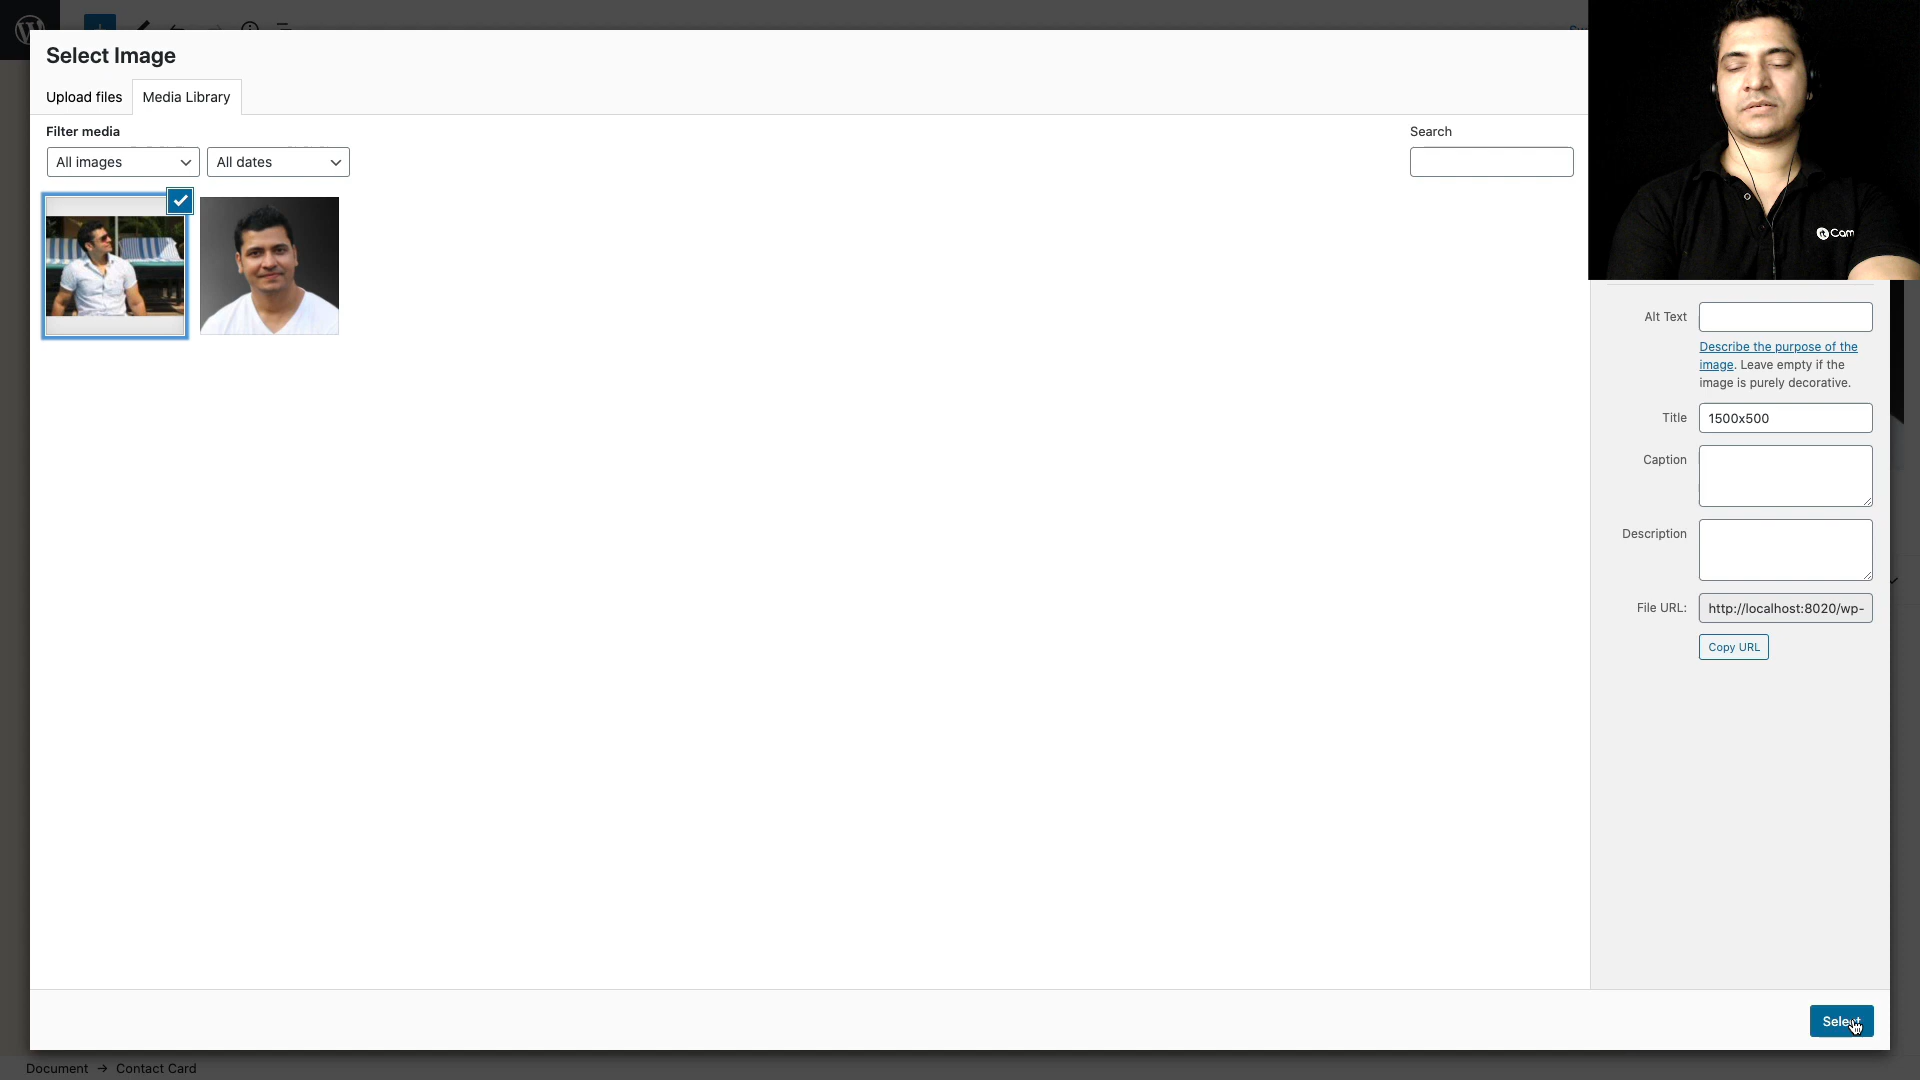 Select Image
Upload files
Media Library
Filter media
Search
All images
All dates
Cam
Alt Text
Describe the purpose of the
image. Leave empty if the
image is purely decorative.
Title
1500x500
Caption
Description
File URL:
http://localhost:8020/wp-
Copy URL
Select
Document → Contact Card